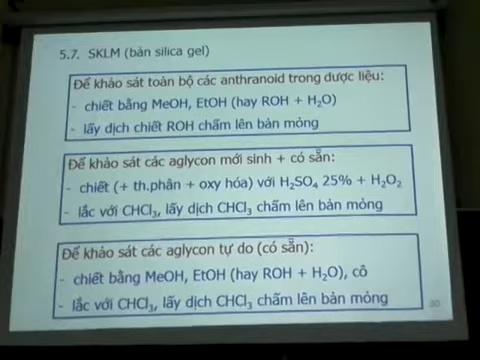 5.7. SKLM (bản silica gel)
Để khảo sát toàn bộ các anthranoid trong dược liệu:
- chiết bằng MeOH, EtOH (hay ROH + H₂O)
- lấy dịch chiết ROH chấm lên bản mỏng
Để khảo sát các aglycon mới sinh + có sẵn:
- chiết (+ th.phân + oxy hóa) với H₂SO₄ 25% + H₂O₂
- lắc với CHCl₃, lấy dịch CHCl₃ chấm lên bản mỏng
Để khảo sát các aglycon tự do (có sẵn):
- chiết bằng MeOH, EtOH (hay ROH + H₂O), cô
- lắc với CHCl₃, lấy dịch CHCl₃ chấm lên bản mỏng